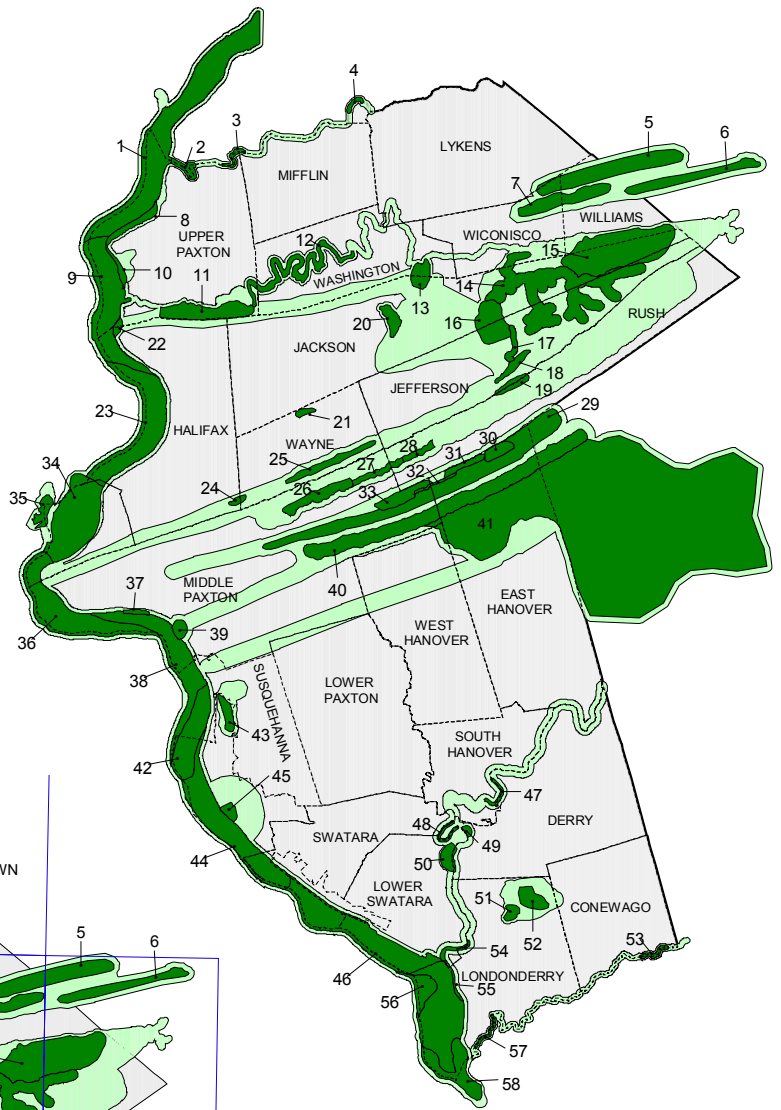 4
3
5
1
2
LYKENS
6
MIFFLIN
7
8
UPPER
PAXTON
WILLIAMS
WICONISCO
12
9
10
11
WASHINGTON
15
14
13
16
20
RUSH
22
JACKSON
17
18
JEFFERSON
19
23
21
29
HALIFAX
WAYNE
30
34
25
28
31
27
32
35
24
26
33
41
40
37
MIDDLE
PAXTON
EAST
HANOVER
36
39
WEST
HANOVER
38
SUSQUEHANNA
LOWER
PAXTON
43
SOUTH
HANOVER
42
45
47
DERRY
48
SWATARA
49
44
50
WN
LOWER
SWATARA
51
CONEWAGO
52
5
54
53
6
46
LONDONDERRY
55
56
57
58